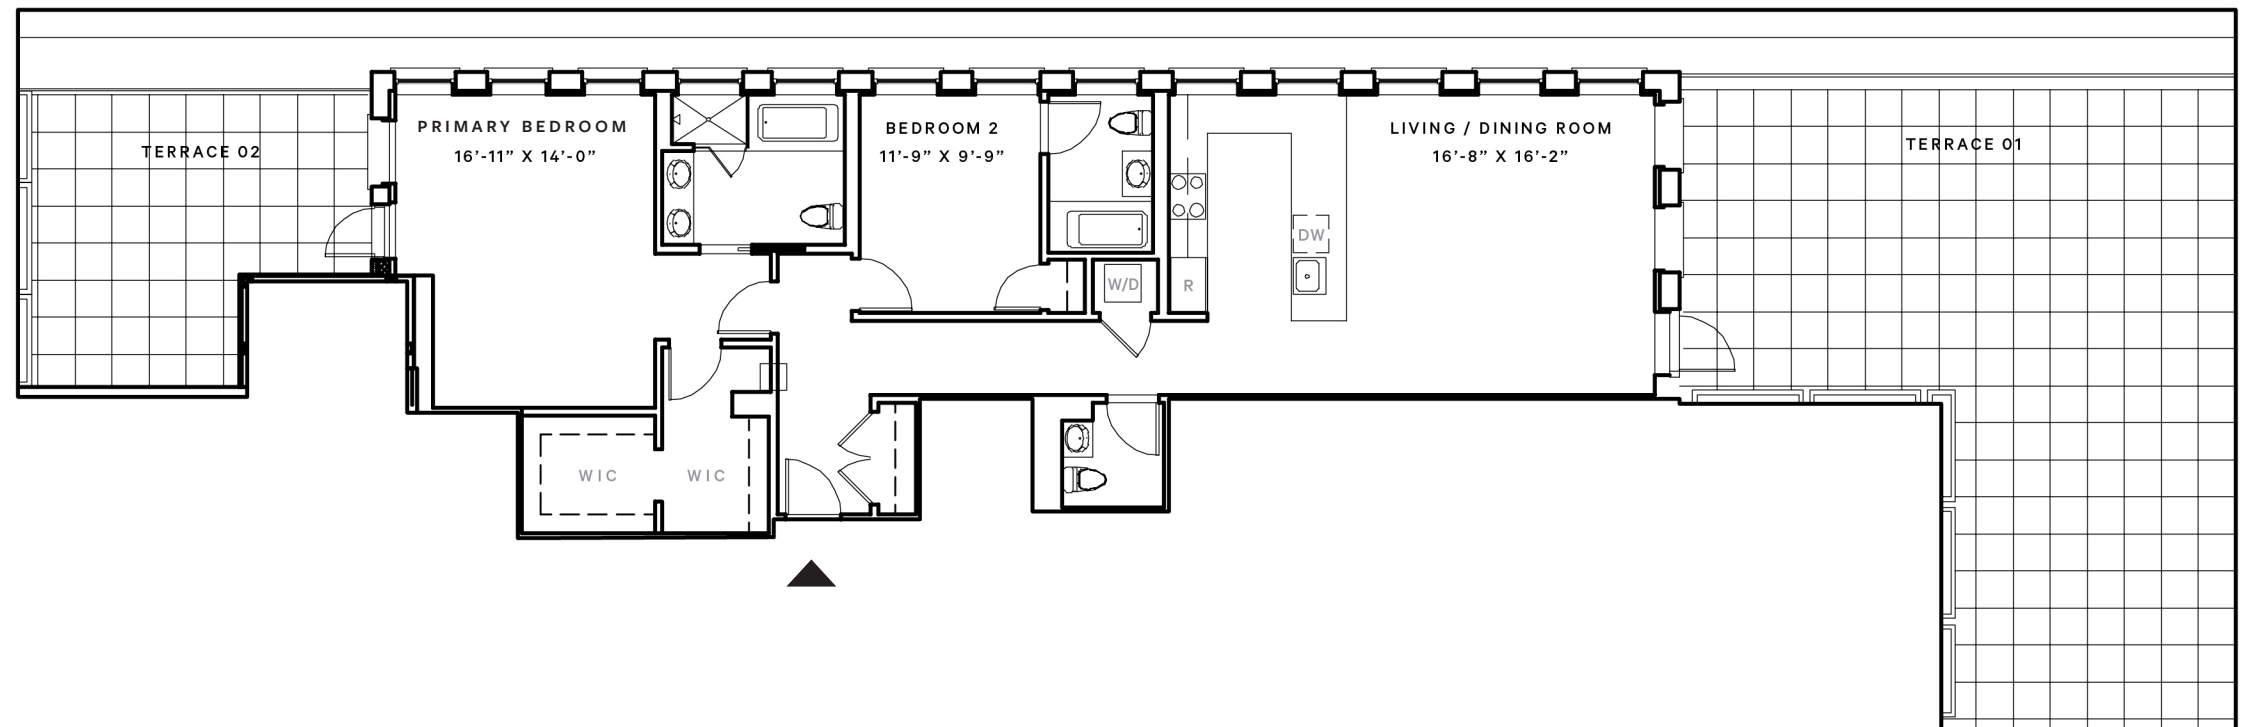 PRIMARY BEDROOM
16’-11” X 14’-0”
BEDROOM 2
11’-9” X 9’-9”
LIVING / DINING ROOM
16’-8” X 16’-2”
TERRACE 01
TERRACE 02
DW
W/D
R
WIC
WIC